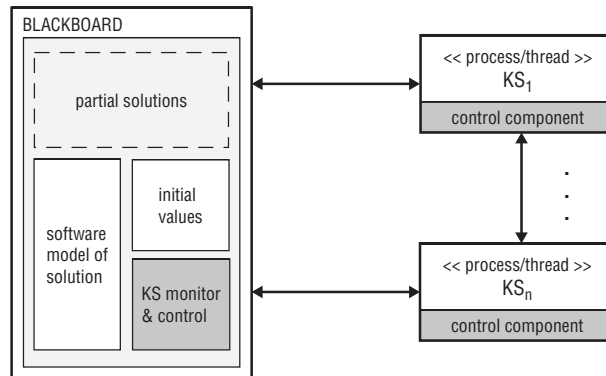 BLACKBOARD
partial solutions
software
model of
solution
initial
values
KS monitor
& control
<< process/thread >>
KS₁
control component
.
.
.
<< process/thread >>
KSₙ
control component